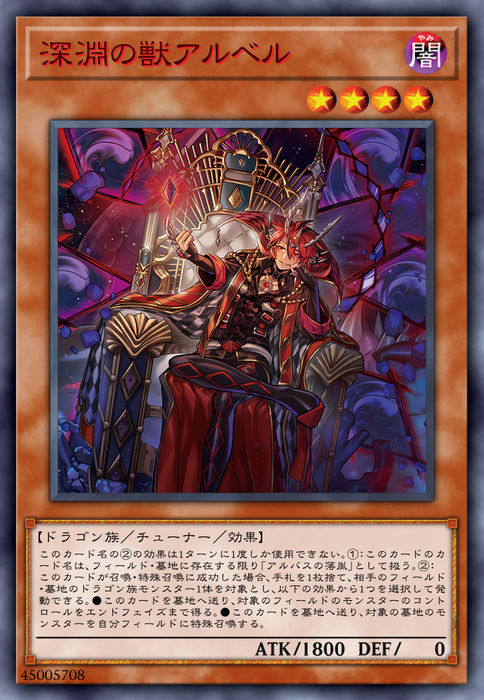 深淵の獣アルベル
やみ
闇
【ドラゴン族／チューナー／効果】
このカード名の②の効果は1ターンに1度しか使用できない。①：このカードのカ
ード名は、フィールド・墓地に存在する限り「アルバスの落胤」として扱う。②：
このカードが召喚・特殊召喚に成功した場合、手札を1枚捨て、相手のフィールド
・墓地のドラゴン族モンスター1体を対象とし、以下の効果から1つを選択して発
動できる。●このカードを墓地へ送り、対象のフィールドのモンスターのコント
ロールをエンドフェイズまで得る。●このカードを墓地へ送り、対象の墓地のモ
ンスターを自分フィールドに特殊召喚する。
ATK/1800 DEF/ 0
45005708